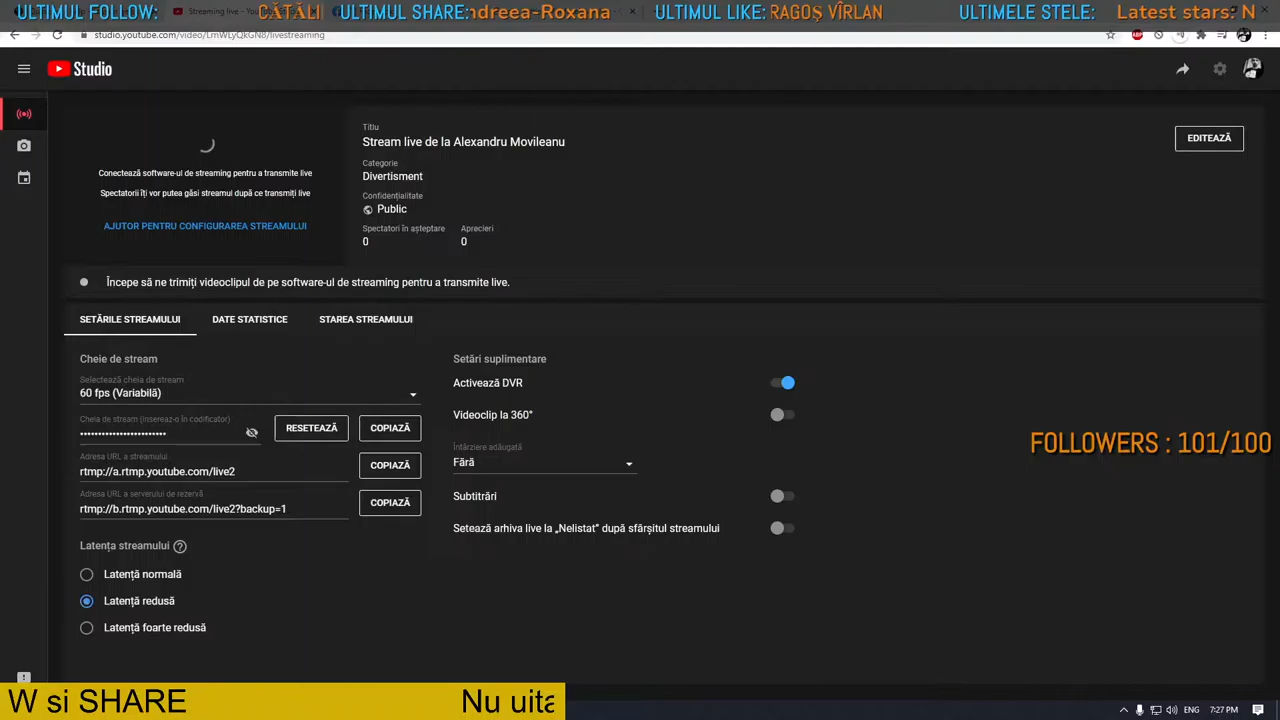 ULTIMUL FOLLOW: CĂTĂLI ULTIMUL SHARE: ndreea-Roxana ULTIMUL LIKE: RAGOȘ VÎRLAN ULTIMELE STELE: Latest stars: N
studio.youtube.com/video/LrnWLyQkGN8/livestreaming
Studio
Titlu
Stream live de la Alexandru Movileanu
EDITEAZĂ
Categorie
Divertisment
Conectează software-ul de streaming pentru a transmite live
Spectatorii îți vor putea găsi streamul după ce transmiți live
AJUTOR PENTRU CONFIGURAREA STREAMULUI
Confidențialitate
Public
Spectatori în așteptare Aprecieri
0 0
Începe să ne trimiți videoclipul de pe software-ul de streaming pentru a transmite live.
SETĂRILE STREAMULUI DATE STATISTICE STAREA STREAMULUI
Cheie de stream
Selectează cheia de stream
60 fps (Variabilă)
Cheia de stream (inserează-o în codificator)
•••••••••••••••••••••••• RESETEAZĂ COPIAZĂ
Adresa URL a streamului
rtmp://a.rtmp.youtube.com/live2 COPIAZĂ
Adresa URL a serverului de rezervă
rtmp://b.rtmp.youtube.com/live2?backup=1 COPIAZĂ
Latența streamului
Latență normală
Latență redusă
Latență foarte redusă
Setări suplimentare
Activează DVR
Videoclip la 360°
Întârziere adăugată
Fără
Subtitrări
Setează arhiva live la „Nelistat” după sfârșitul streamului
FOLLOWERS : 101/100
W si SHARE Nu uita
ENG 7:27 PM